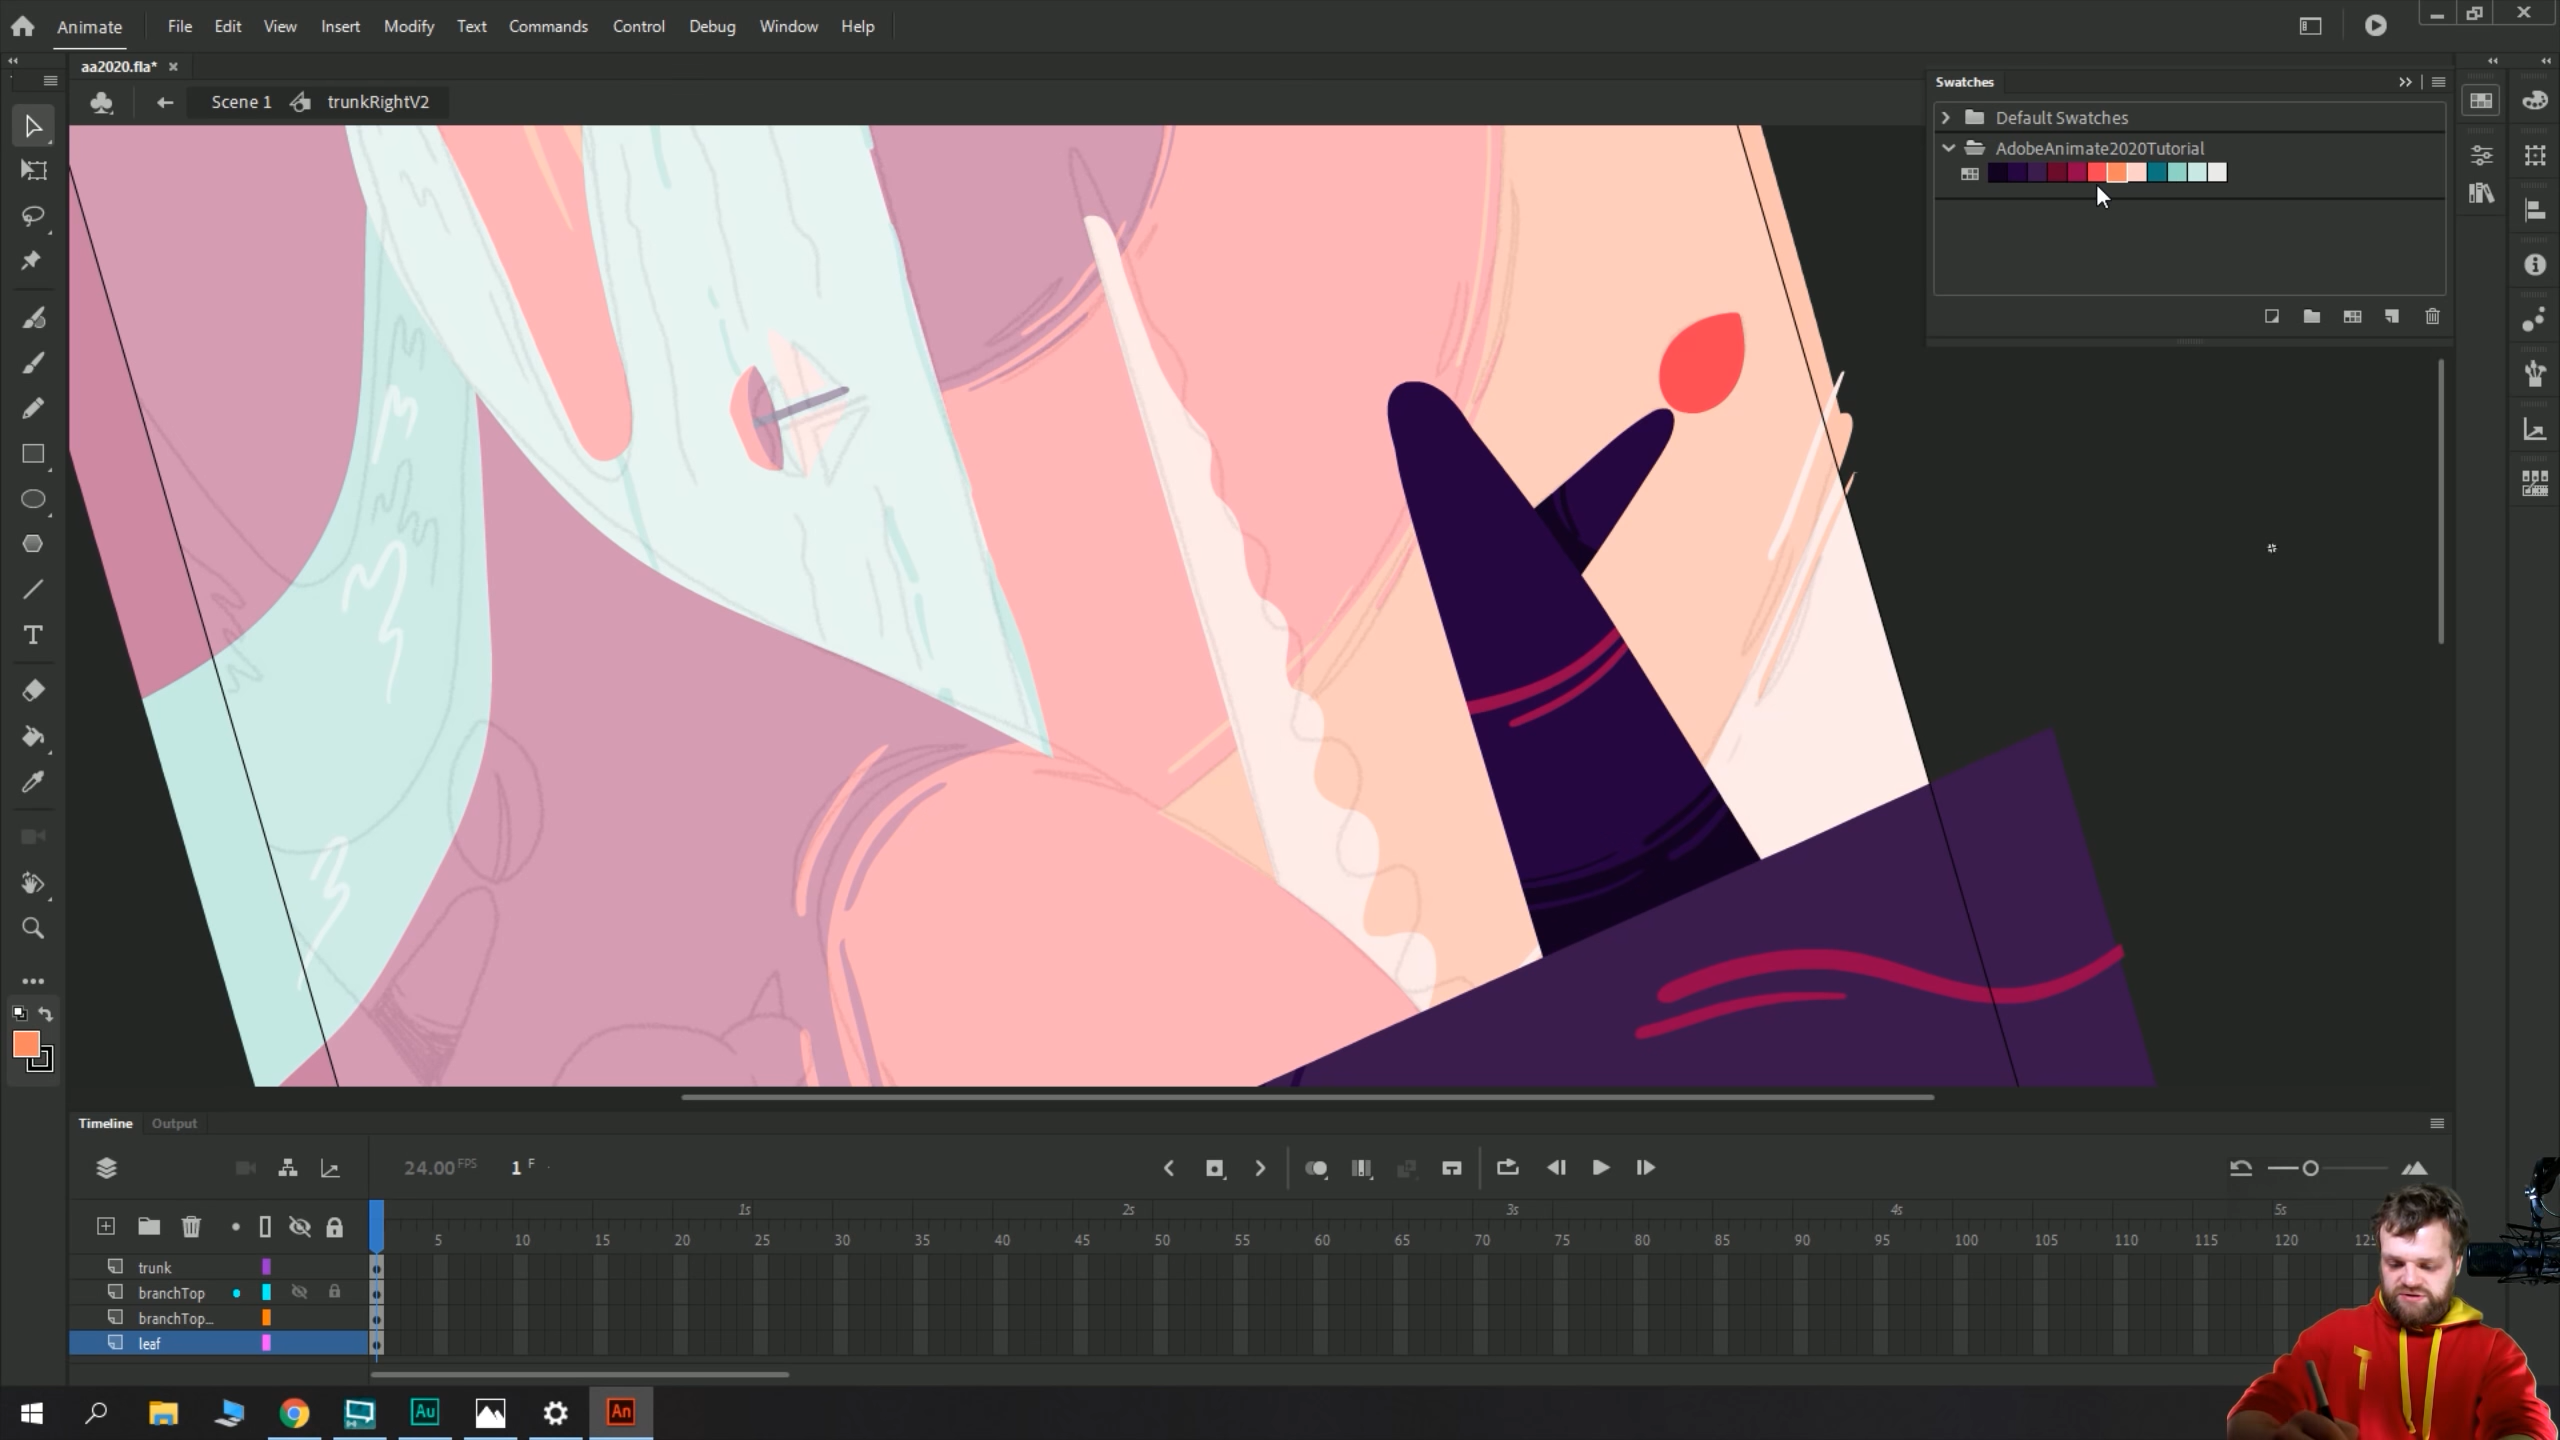 Animate File Edit View Insert Modify Text Commands Control Debug Window Help
aa2020.fla*
Scene 1 trunkRightV2
Swatches
Default Swatches
AdobeAnimate2020Tutorial
T
Timeline Output
24.00 FPS 1 F
1s 2s 3s 4s 5s
5 10 15 20 25 30 35 40 45 50 55 60 65 70 75 80 85 90 95 100 105 110 115 120 125
trunk
branchTop
branchTop...
leaf
Au An